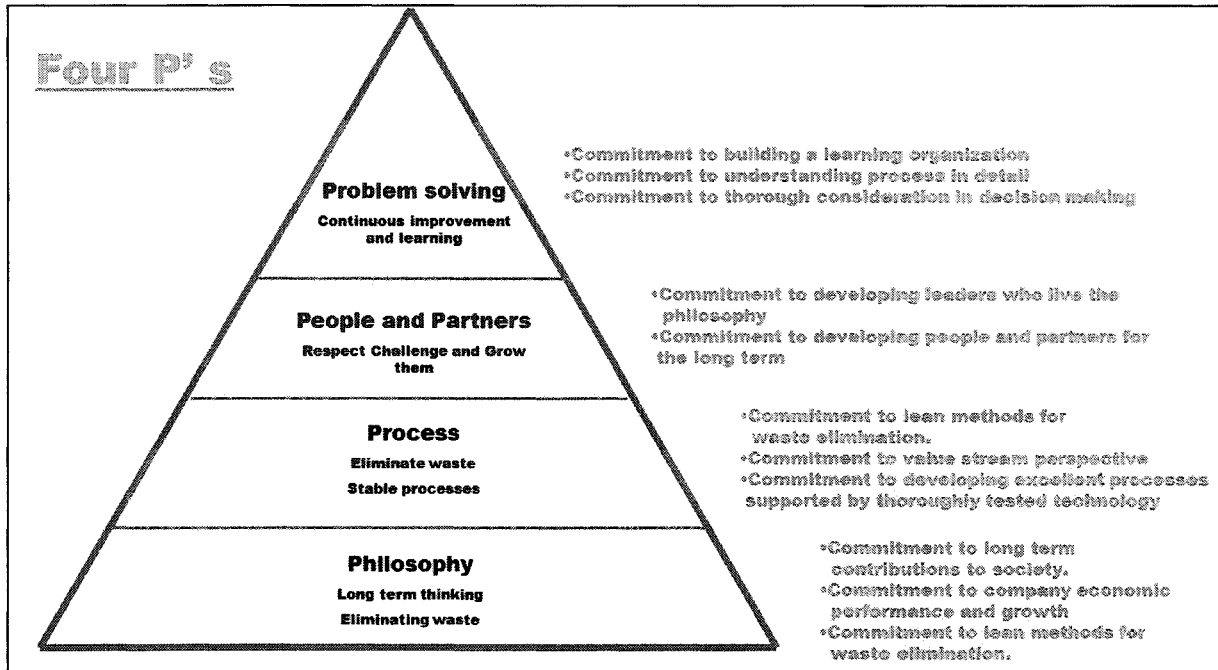 Four P' s
•Commitment to building a learning organization
•Commitment to understanding process in detail
•Commitment to thorough consideration in decision making
Problem solving
Continuous improvement
and learning
•Commitment to developing leaders who live the
philosophy
•Commitment to developing people and partners for
the long term
People and Partners
Respect Challenge and Grow
them
•Commitment to lean methods for
waste elimination.
•Commitment to value stream perspective
•Commitment to developing excellent processes
supported by thoroughly tested technology
Process
Eliminate waste
Stable processes
•Commitment to long term
contributions to society.
•Commitment to company economic
performance and growth
•Commitment to lean methods for
waste elimination.
Philosophy
Long term thinking
Eliminating waste